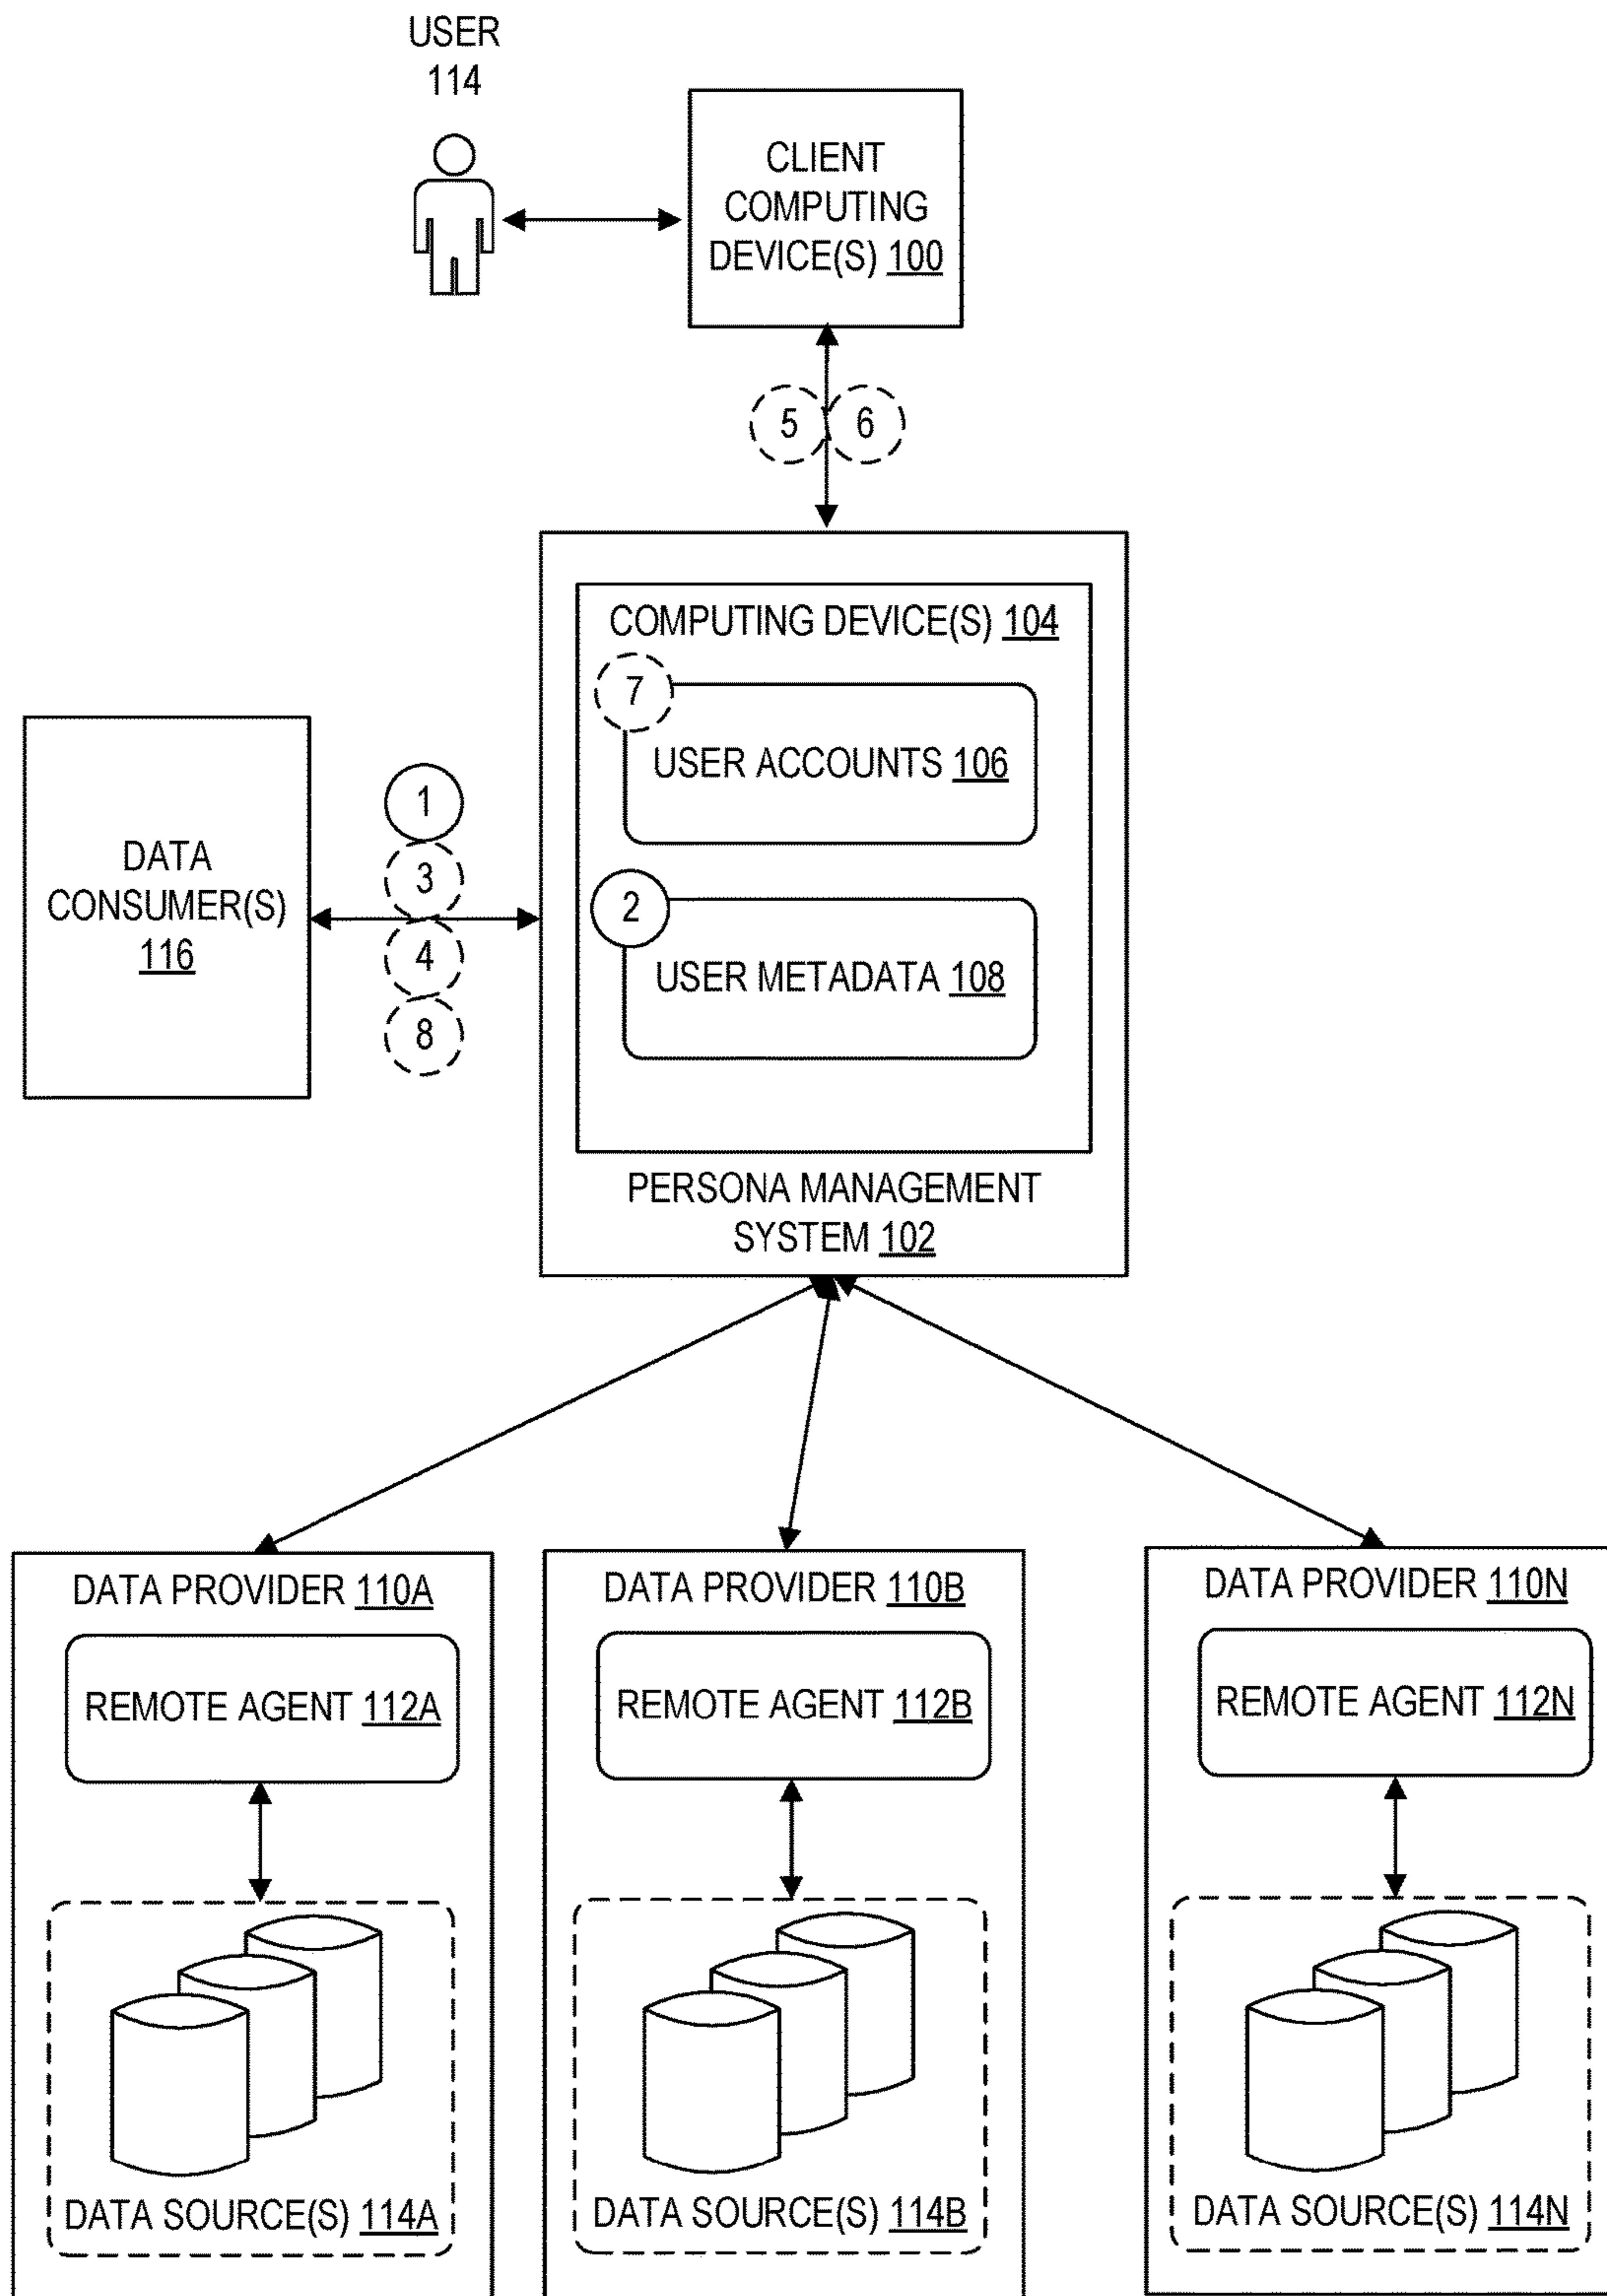 USER
114
CLIENT
COMPUTING
DEVICE(S) 100
5
6
COMPUTING DEVICE(S) 104
7
USER ACCOUNTS 106
1
3
4
8
DATA
CONSUMER(S)
116
2
USER METADATA 108
PERSONA MANAGEMENT
SYSTEM 102
DATA PROVIDER 110A
REMOTE AGENT 112A
DATA SOURCE(S) 114A
DATA PROVIDER 110B
REMOTE AGENT 112B
DATA SOURCE(S) 114B
DATA PROVIDER 110N
REMOTE AGENT 112N
DATA SOURCE(S) 114N